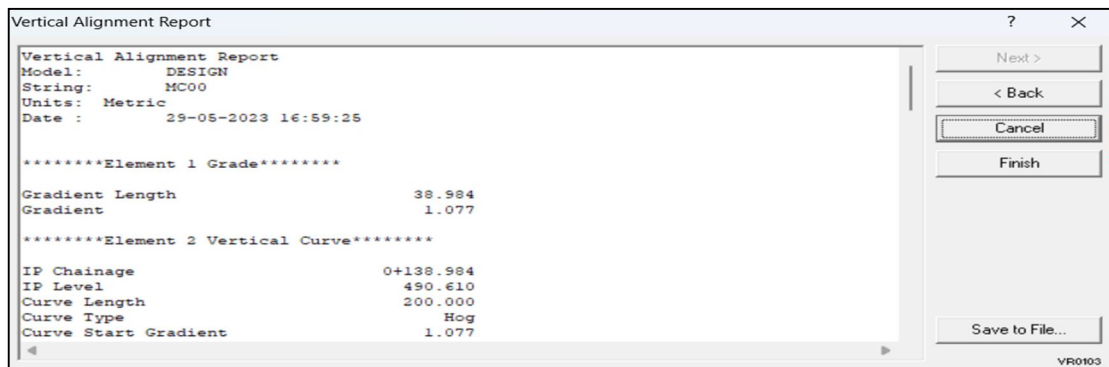 Vertical Alignment Report
? ×
Vertical Alignment Report
Model: DESIGN
String: MC00
Units: Metric
Date : 29-05-2023 16:59:25
********Element 1 Grade********
Gradient Length 38.984
Gradient 1.077
********Element 2 Vertical Curve********
IP Chainage 0+138.984
IP Level 490.610
Curve Length 200.000
Curve Type Hog
Curve Start Gradient 1.077
Next >
< Back
Cancel
Finish
Save to File...
VR0103